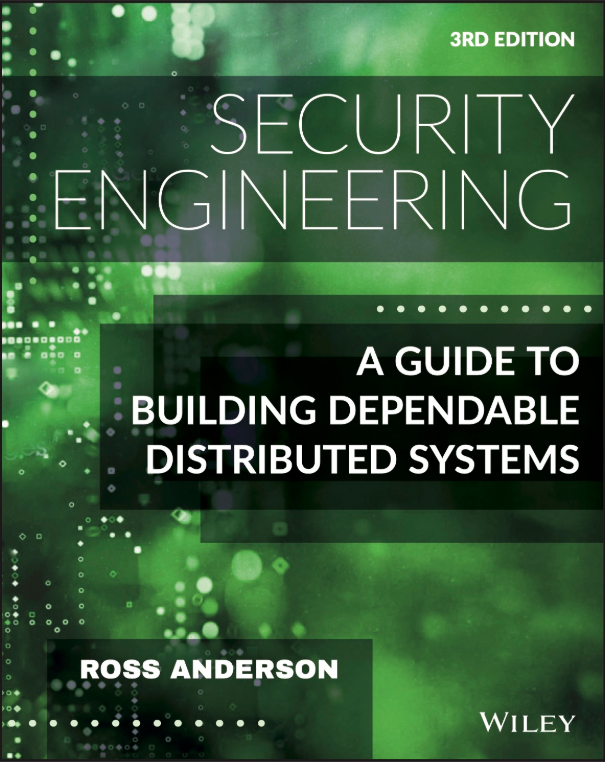 3RD EDITION
SECURITY
ENGINEERING
A GUIDE TO
BUILDING DEPENDABLE
DISTRIBUTED SYSTEMS
ROSS ANDERSON
WILEY